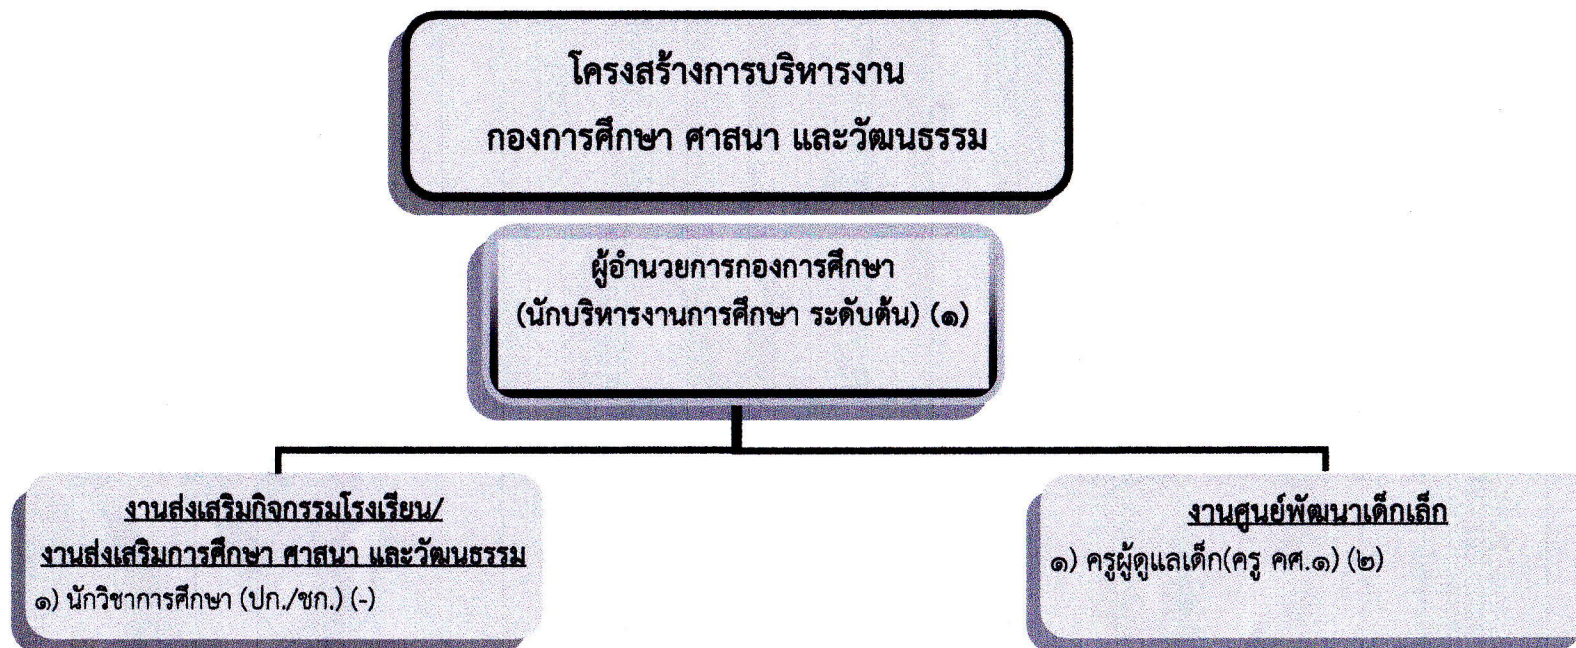 โครงสร้างการบริหารงาน
กองการศึกษา ศาสนา และวัฒนธรรม
ผู้อำนวยการกองการศึกษา
(นักบริหารงานการศึกษา ระดับต้น) (๑)
งานส่งเสริมกิจกรรมโรงเรียน/
งานส่งเสริมการศึกษา ศาสนา และวัฒนธรรม
๑) นักวิชาการศึกษา (ปก./ชก.) (-)
งานศูนย์พัฒนาเด็กเล็ก
๑) ครูผู้ดูแลเด็ก(ครู คศ.๑) (๒)